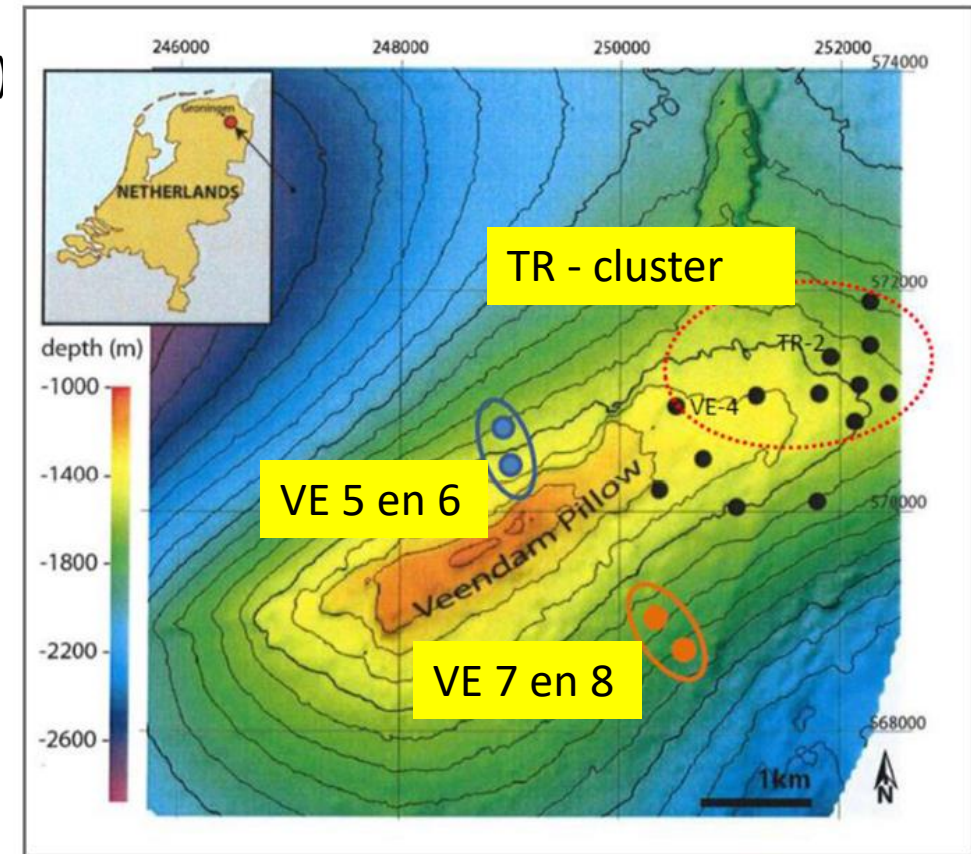 )
246000
248000
250000
252000
574000
Groningen
NETHERLANDS
TR - cluster
572000
depth (m)
TR-2
-1000
VE-4
-1400
VE 5 en 6
Veendam Pillow
570000
-1800
-2200
VE 7 en 8
568000
-2600
1km
N